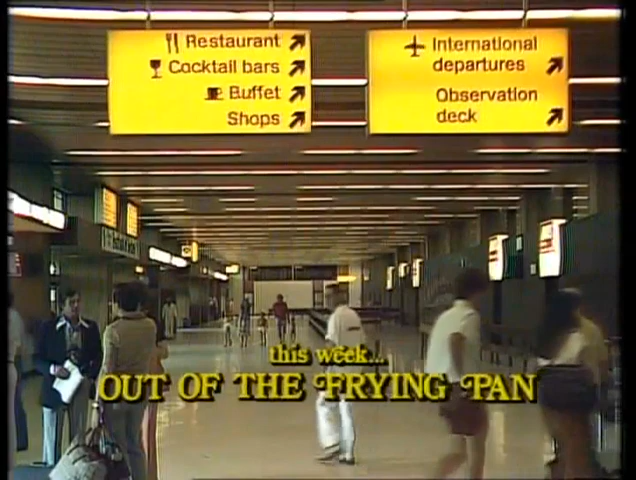 Restaurant
Cocktail bars
Buffet
Shops
International
departures
Observation
deck
this week...
OUT OF THE FRYING PAN